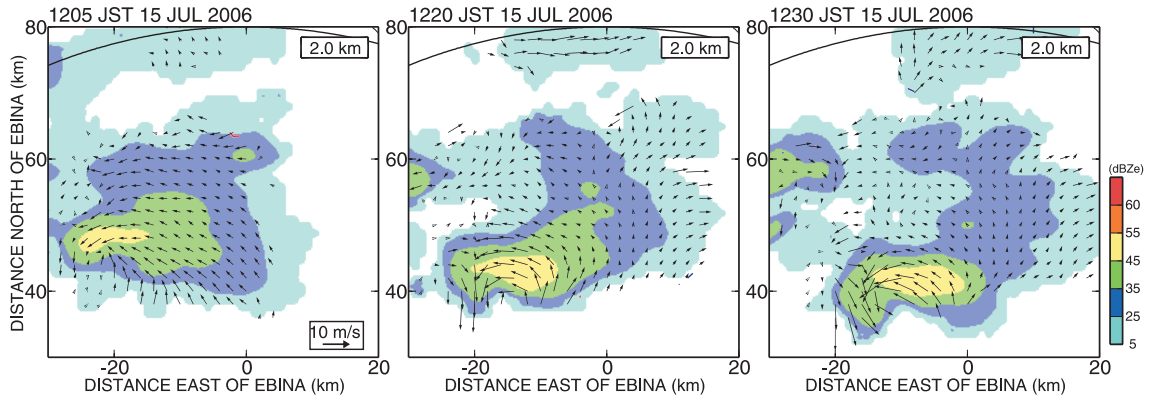 1205 JST 15 JUL 2006
1220 JST 15 JUL 2006
1230 JST 15 JUL 2006
80
80
80
2.0 km
2.0 km
2.0 km
DISTANCE NORTH OF EBINA (km)
60
60
60
(dBZe)
60
55
45
35
25
5
40
40
40
10 m/s
-20
0
20
-20
0
20
-20
0
20
DISTANCE EAST OF EBINA (km)
DISTANCE EAST OF EBINA (km)
DISTANCE EAST OF EBINA (km)